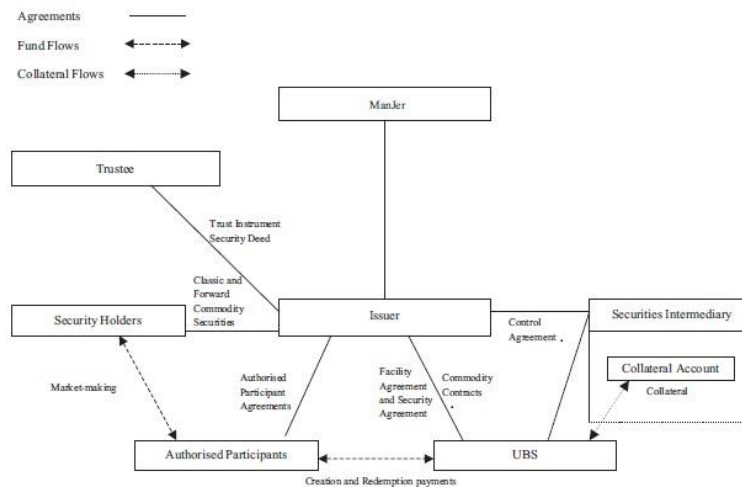 Agreements
Fund Flows
Collateral Flows
ManJer
Trustee
Trust Instrument
Security Deed
Classic and
Forward
Commodity
Securities
Security Holders
Issuer
Securities Intermediary
Control
Agreement .
Collateral Account
Collateral
Market-making
Authorised
Participant
Agreements
Facility
Agreement
and Security
Agreement
Commodity
Contracts
.
Authorised Participants
UBS
Creation and Redemption payments